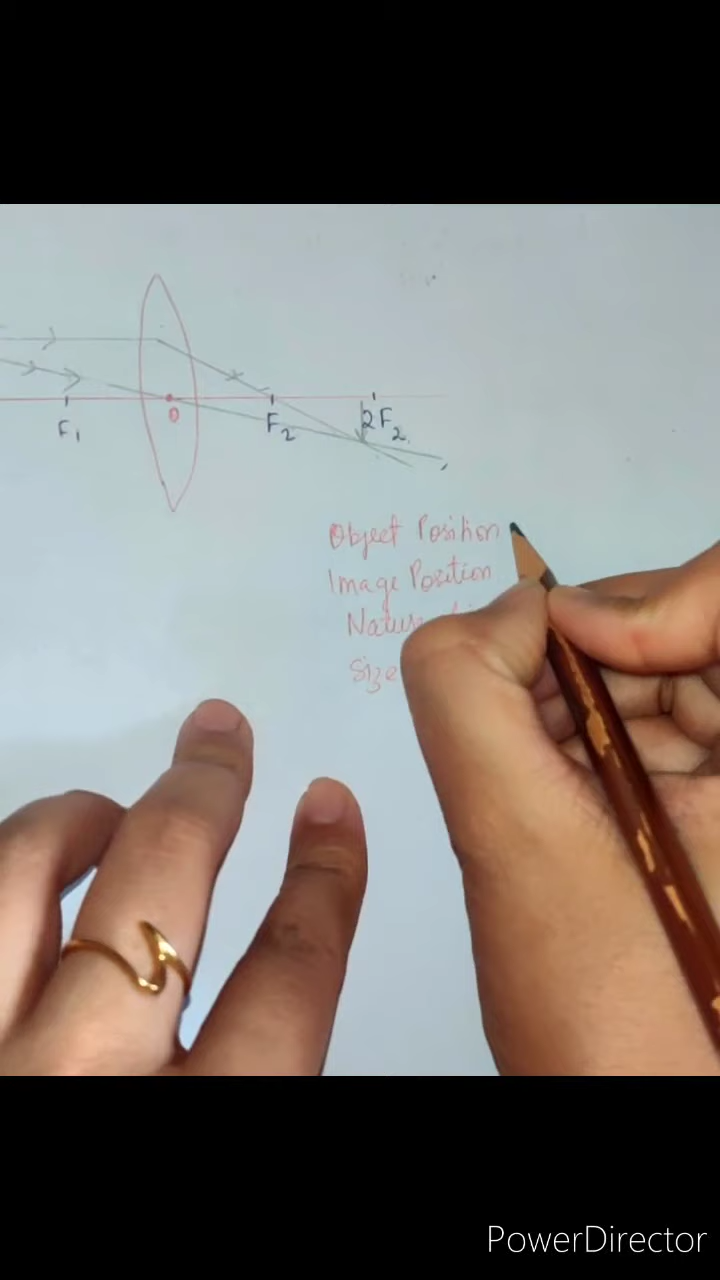 F1
O
F2
2F2
Object Position
Image Position
Size
PowerDirector